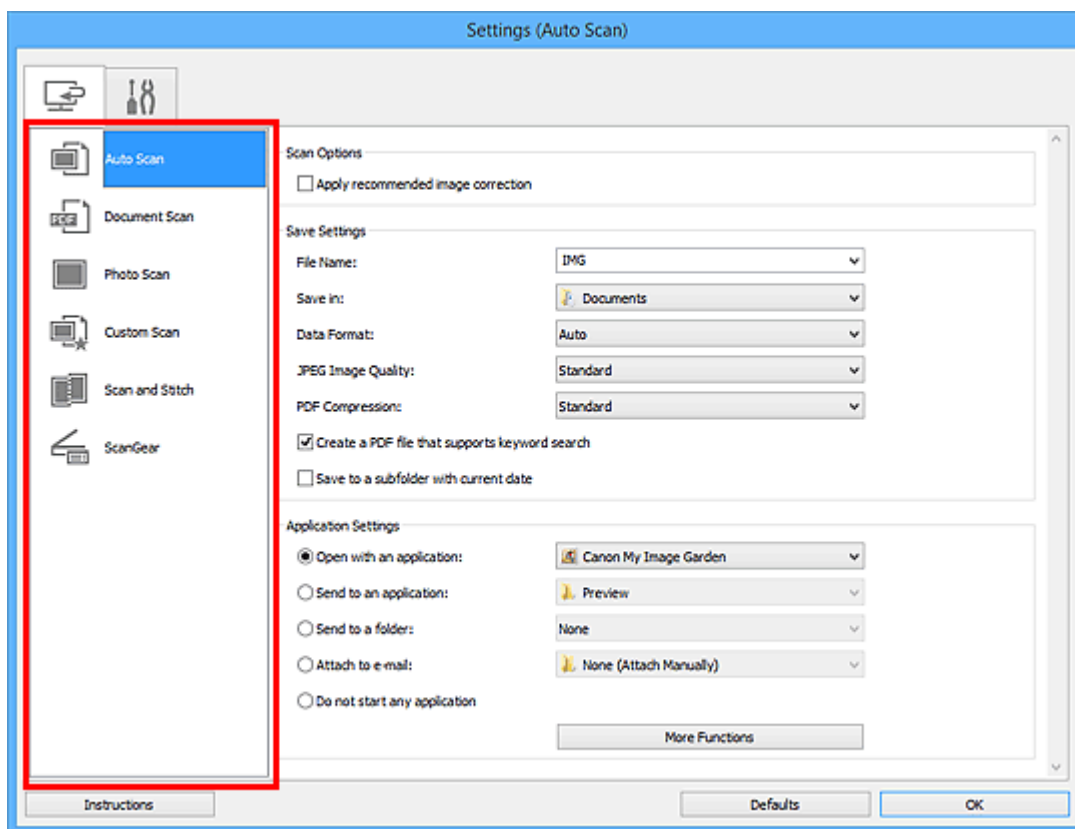 Settings (Auto Scan)
Auto Scan
PDF
Document Scan
Photo Scan
Custom Scan
Scan and Stitch
ScanGear
Scan Options
Apply recommended image correction
Save Settings
File Name: IMG
Save in: Documents
Data Format: Auto
JPEG Image Quality: Standard
PDF Compression: Standard
Create a PDF file that supports keyword search
Save to a subfolder with current date
Application Settings
Open with an application: Canon My Image Garden
Send to an application: Preview
Send to a folder: None
Attach to e-mail: None (Attach Manually)
Do not start any application
More Functions
Instructions Defaults OK